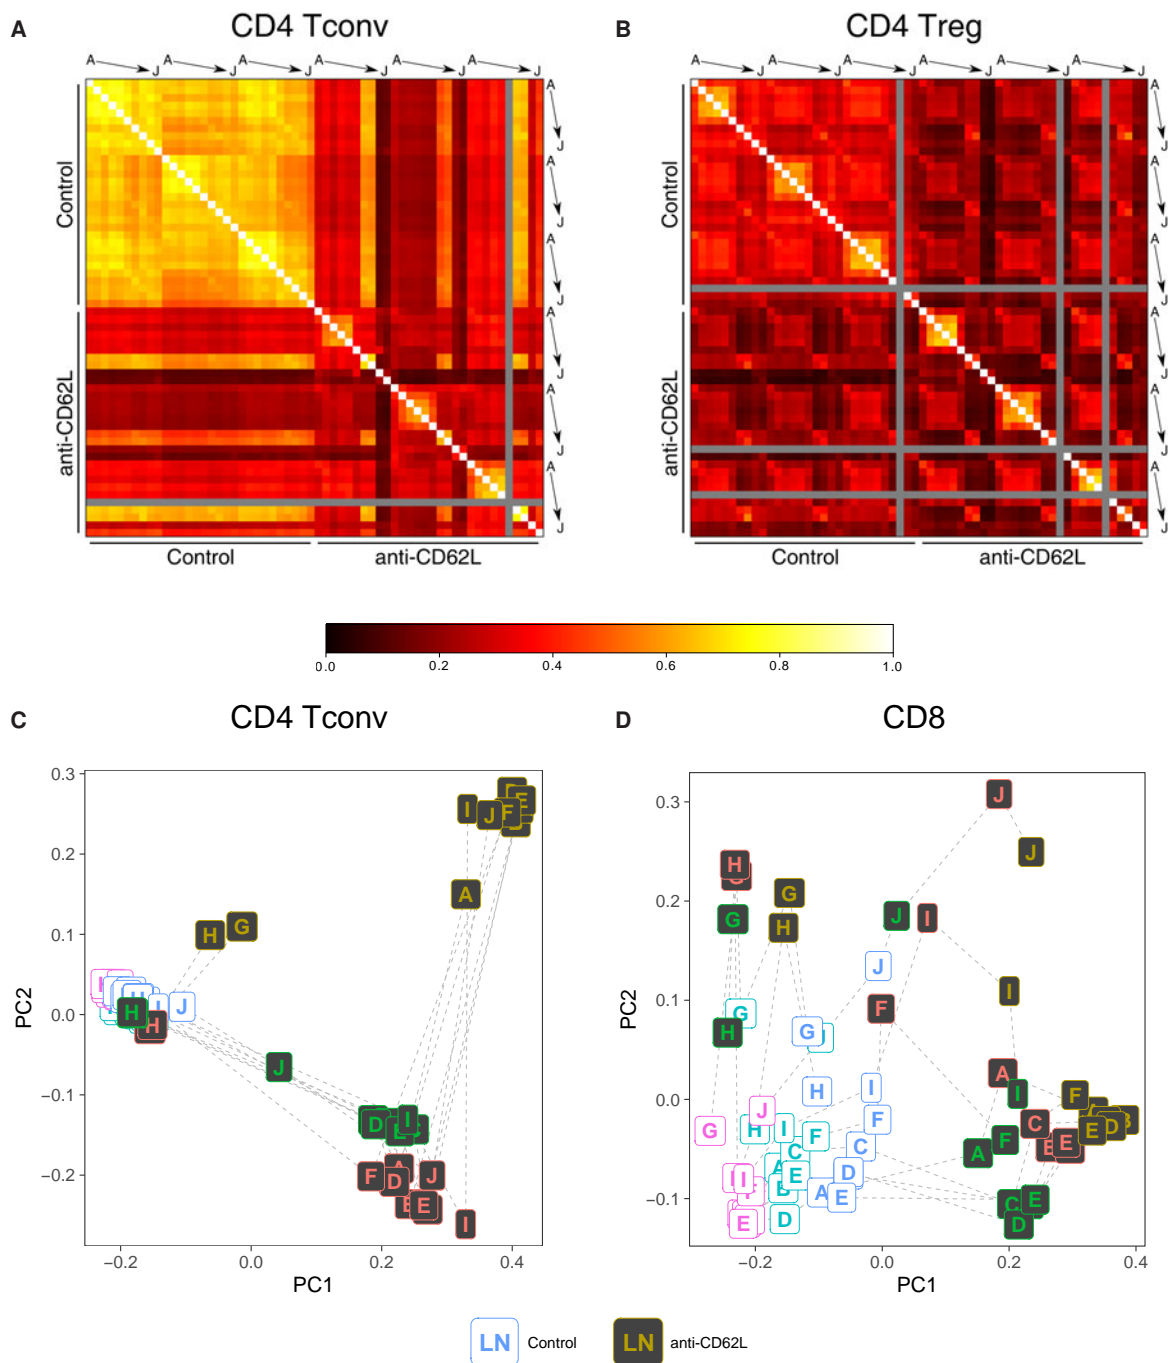 A
CD4 Tconv
A J A J A J A J A J A J
Control
anti-CD62L
A
J
A
J
A
J
A
J
A
J
A
J
Control anti-CD62L
B
CD4 Treg
A J A J A J A J A J A J
Control
anti-CD62L
A
J
A
J
A
J
A
J
A
J
A
J
Control anti-CD62L
0.0 0.2 0.4 0.6 0.8 1.0
C
CD4 Tconv
PC2
0.3
0.2
0.1
0.0
−0.1
−0.2
I J F E
A
H G
H H J
J
D E I
F D E J I
−0.2 0.0 0.2 0.4
PC1
D
CD8
PC2
0.3
0.2
0.1
0.0
−0.1
J
J
H
G J I G H
J
I
G F
H G
H I A I F
J F
G H I F A F C E
C A E D B
I E D A E
E D C E D
−0.2 0.0 0.2 0.4
PC1
LN Control LN anti-CD62L